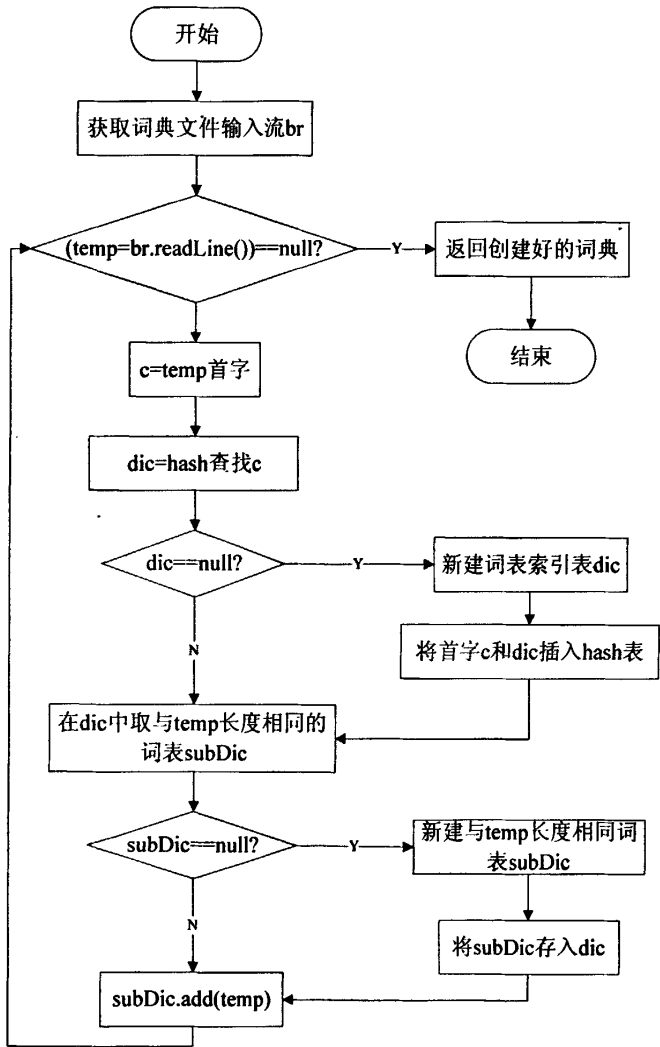 开始
获取词典文件输入流br
(temp=br.readLine())==null?
Y
返回创建好的词典
结束
c=temp首字
dic=hash查找c
dic==null?
Y
新建词表索引表dic
将首字c和dic插入hash表
N
在dic中取与temp长度相同的
词表subDic
subDic==null?
Y
新建与temp长度相同词
表subDic
N
将subDic存入dic
subDic.add(temp)